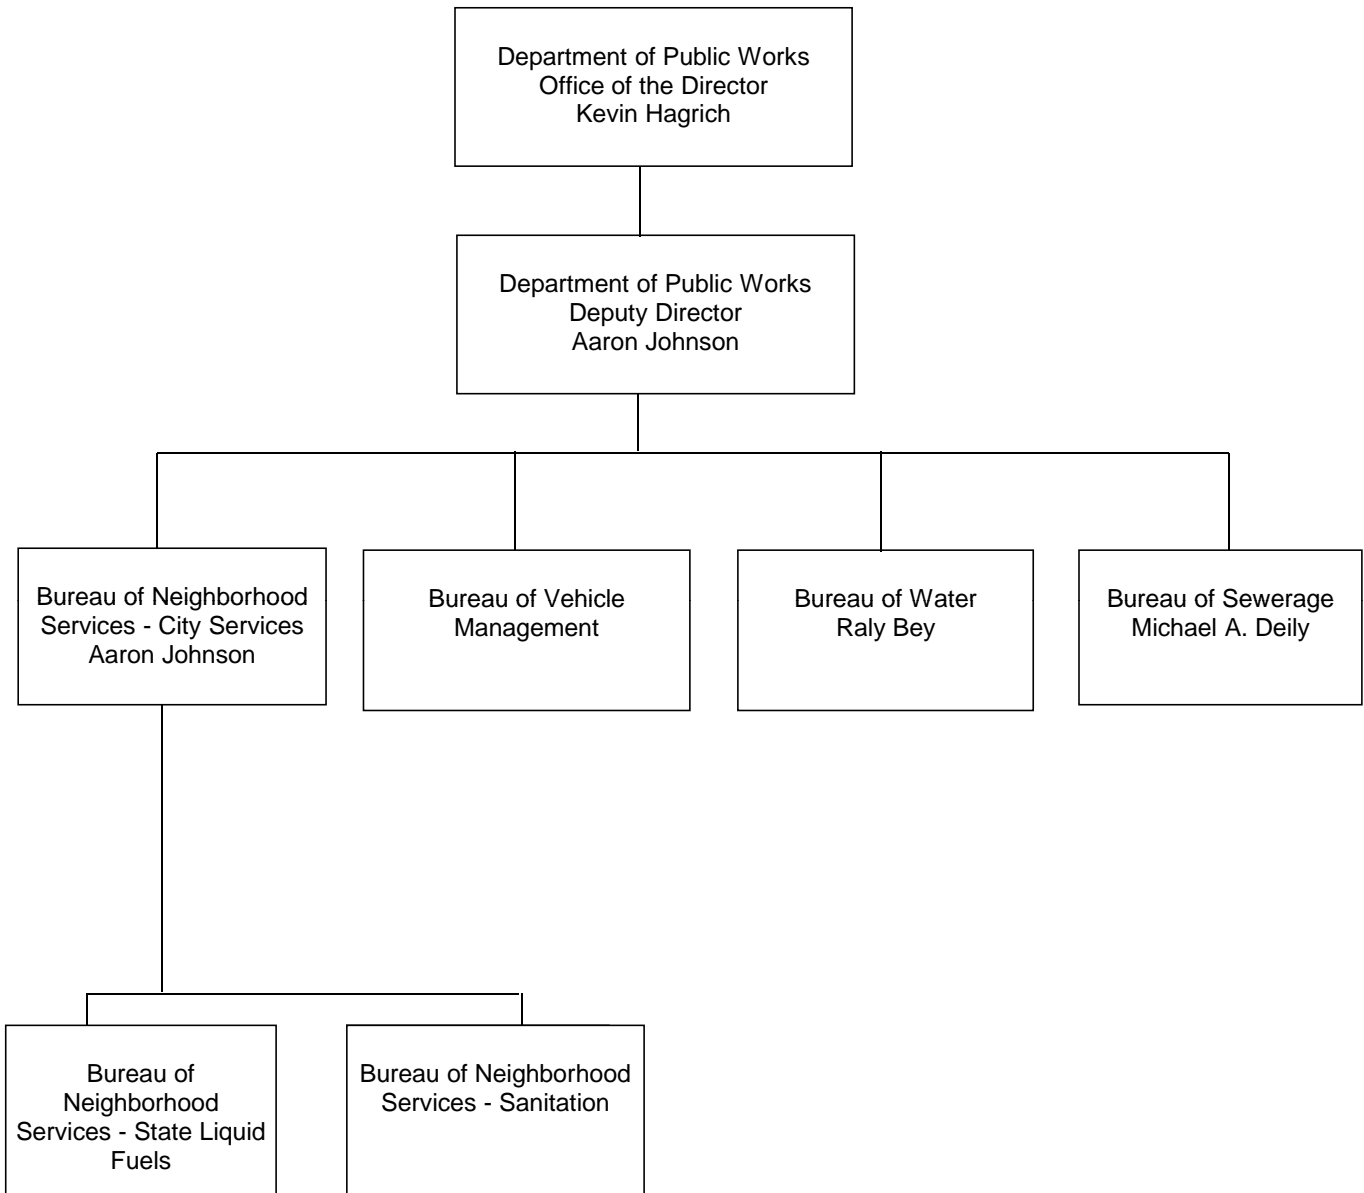 Department of Public Works
Office of the Director
Kevin Hagrich
Department of Public Works
Deputy Director
Aaron Johnson
Bureau of Neighborhood
Services - City Services
Aaron Johnson
Bureau of Vehicle
Management
Bureau of Water
Raly Bey
Bureau of Sewerage
Michael A. Deily
Bureau of
Neighborhood
Services - State Liquid
Fuels
Bureau of Neighborhood
Services - Sanitation